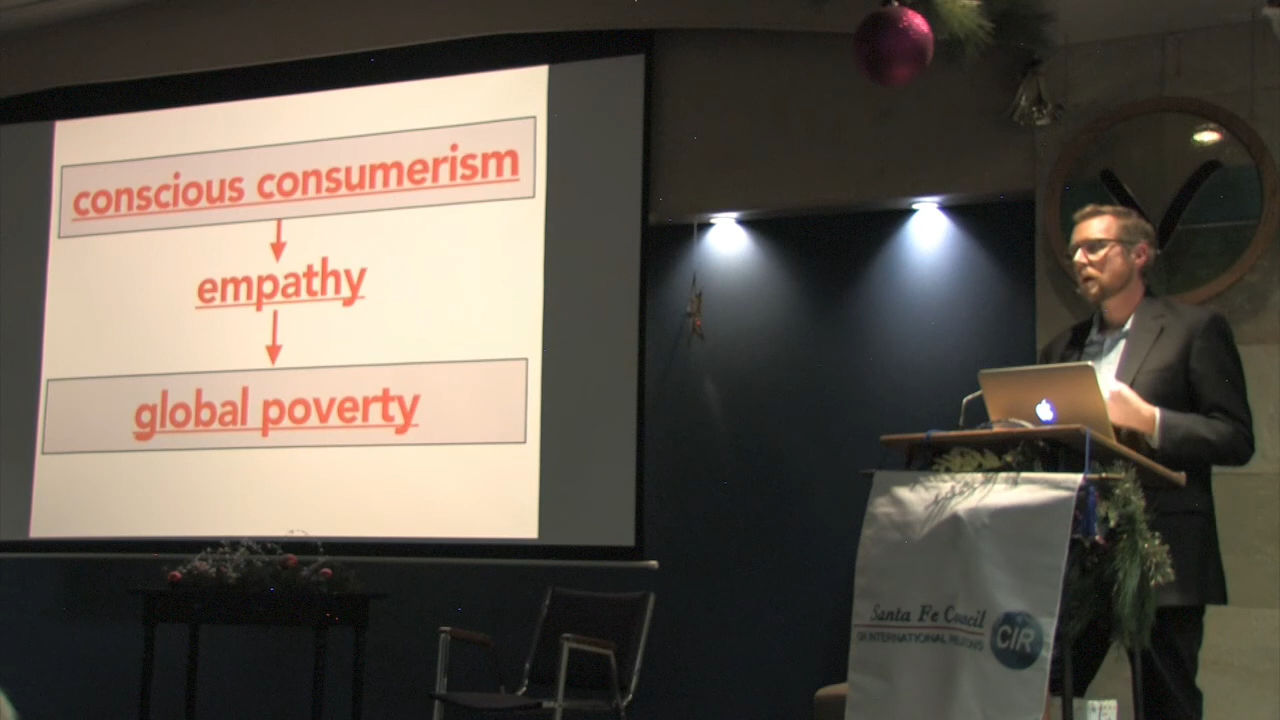 conscious consumerism
empathy
global poverty
Santa Fe Council
ON INTERNATIONAL RELATIONS
CIR